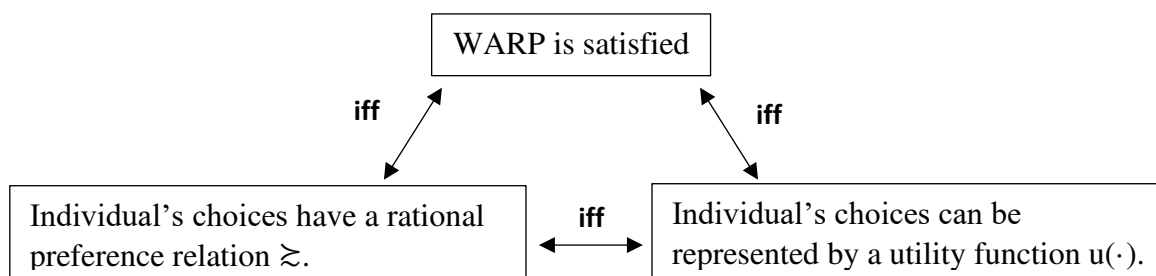 WARP is satisfied
iff
iff
Individual’s choices have a rational
preference relation ≿.
iff
Individual’s choices can be
represented by a utility function u(·).